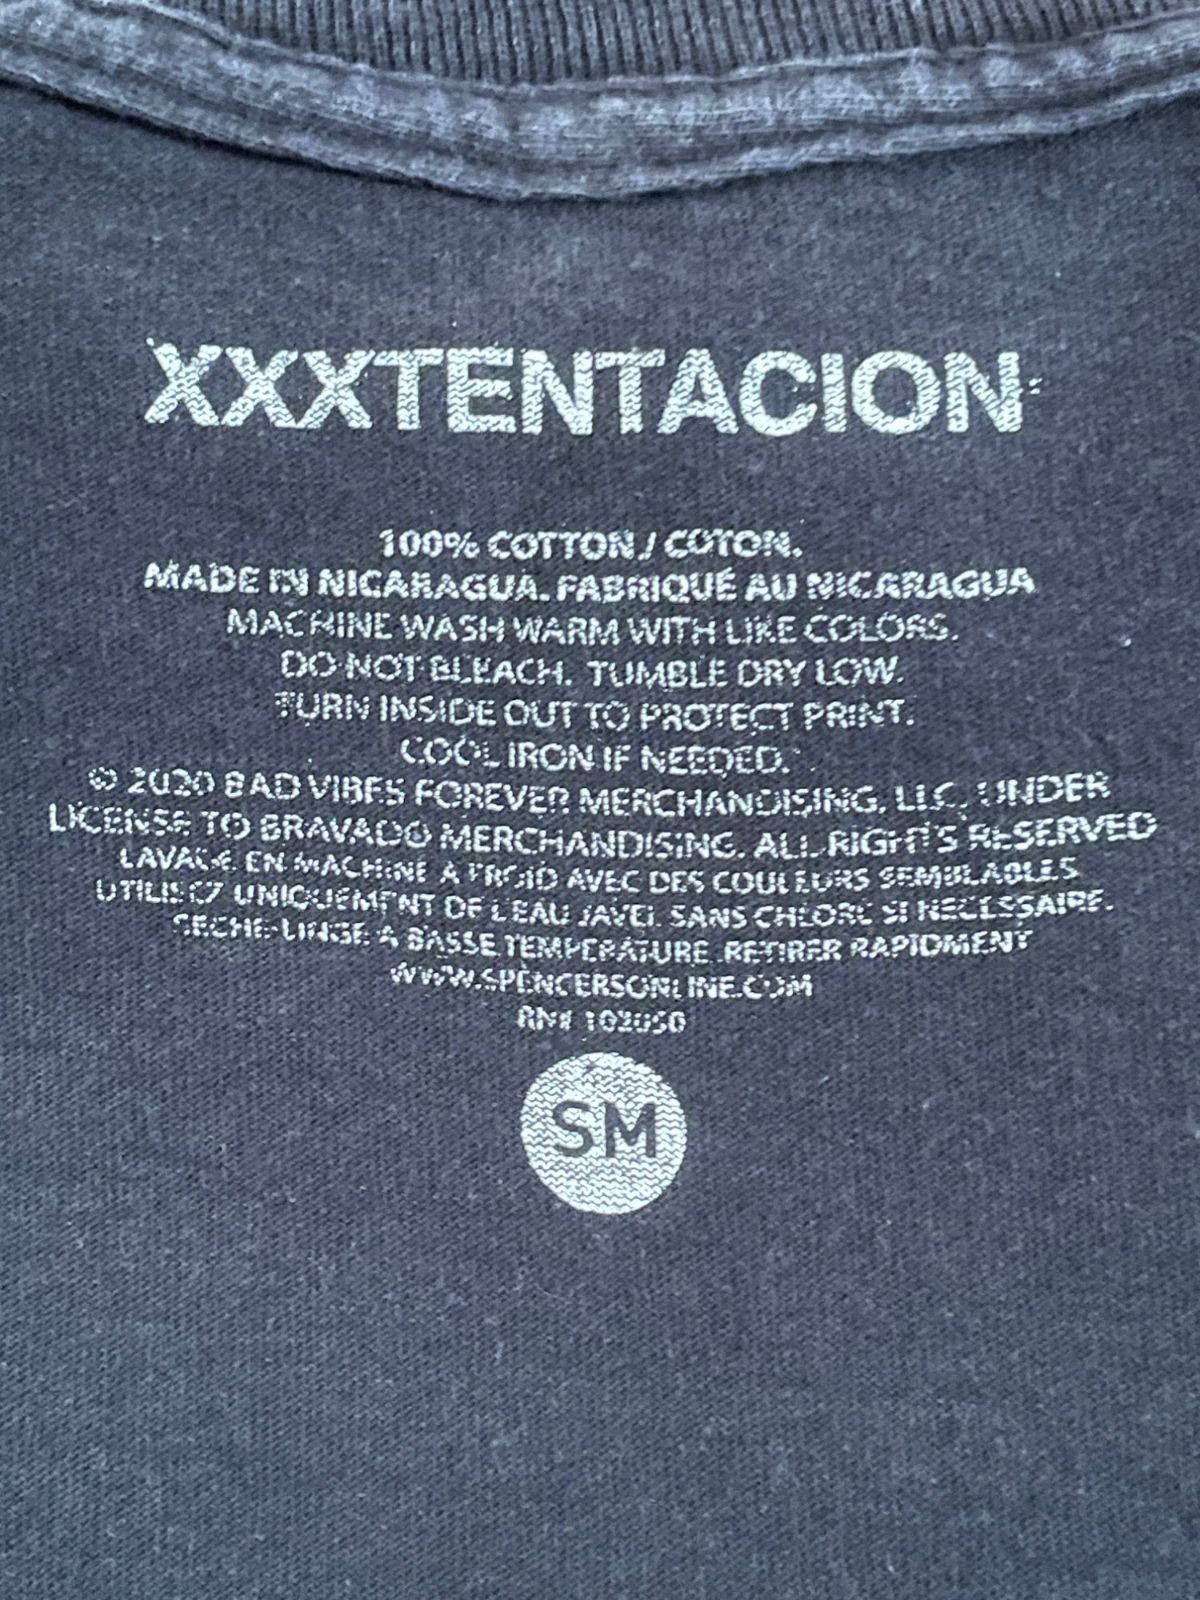 XXXTENTACION
100% COTTON / COTON.
MADE IN NICARAGUA. FABRIQUÉ AU NICARAGUA
MACHINE WASH WARM WITH LIKE COLORS.
DO NOT BLEACH. TUMBLE DRY LOW.
TURN INSIDE OUT TO PROTECT PRINT.
COOL IRON IF NEEDED.
© 2020 BAD VIBES FOREVER MERCHANDISING, LLC, UNDER
LICENSE TO BRAVADO MERCHANDISING. ALL RIGHTS RESERVED
LAVAGE EN MACHINE À FROID AVEC DES COULEURS SEMBLABLES
UTILISEZ UNIQUEMENT DE L'EAU JAVEL SANS CHLORE SI NECESSAIRE.
SECHE-LINGE A BASSE TEMPERATURE. RETIRER RAPIDMENT
WWW.SPENCERSONLINE.COM
RN# 102050
SM